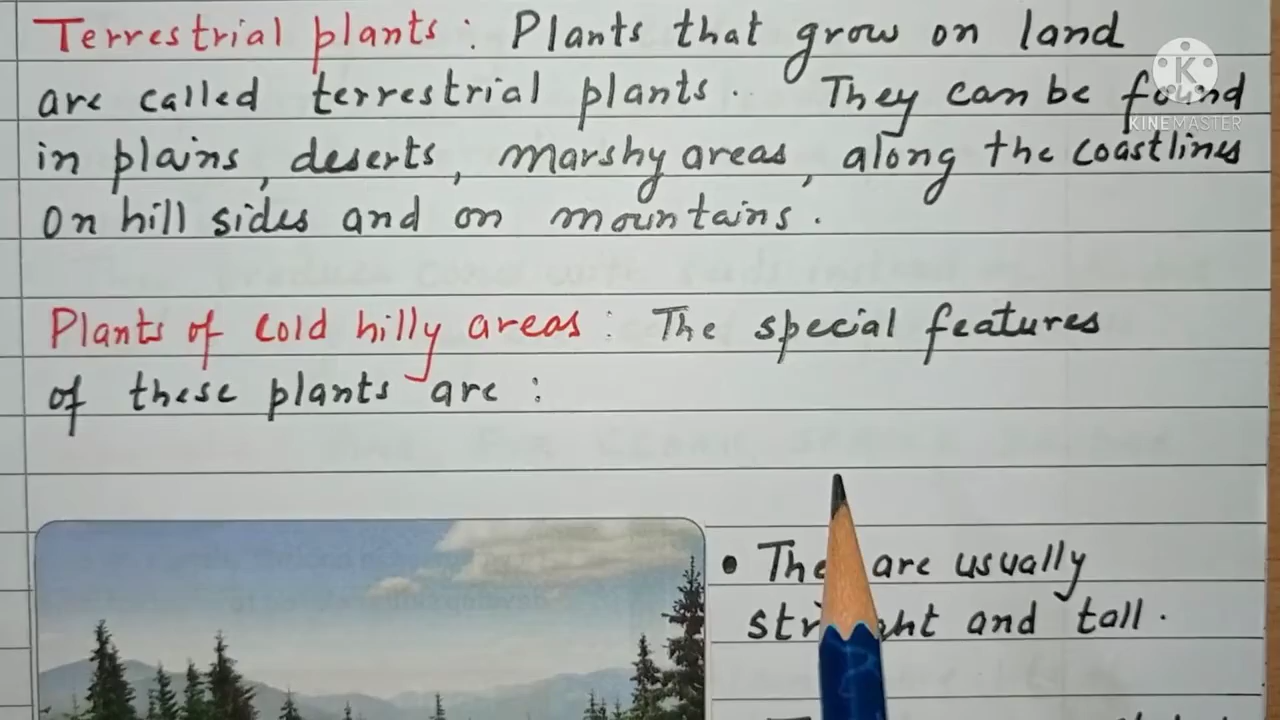 Terrestrial plants : Plants that grow on land
are called terrestrial plants. They can be found
in plains, deserts, marshy areas, along the coastlines
On hill sides and on mountains.
KINEMASTER
Plants of cold hilly areas : The special features
of these plants are :
• are usually
and tall.